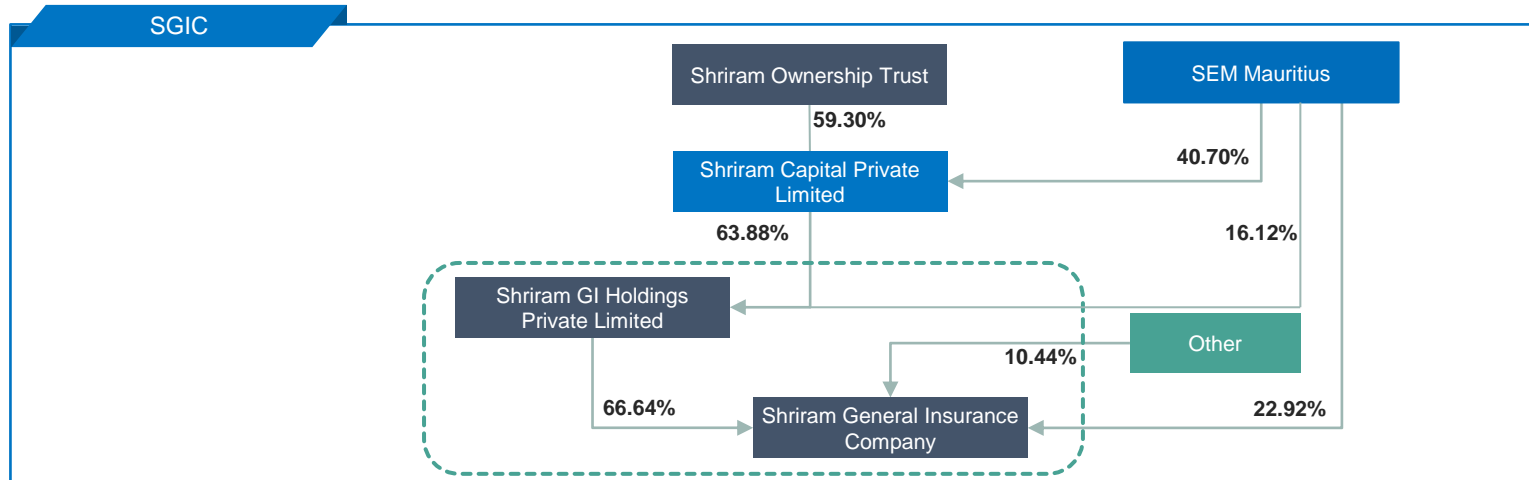 SGIC
Shriram Ownership Trust
SEM Mauritius
59.30%
40.70%
Shriram Capital Private
Limited
63.88%
16.12%
Shriram GI Holdings
Private Limited
Other
10.44%
66.64%
Shriram General Insurance
Company
22.92%